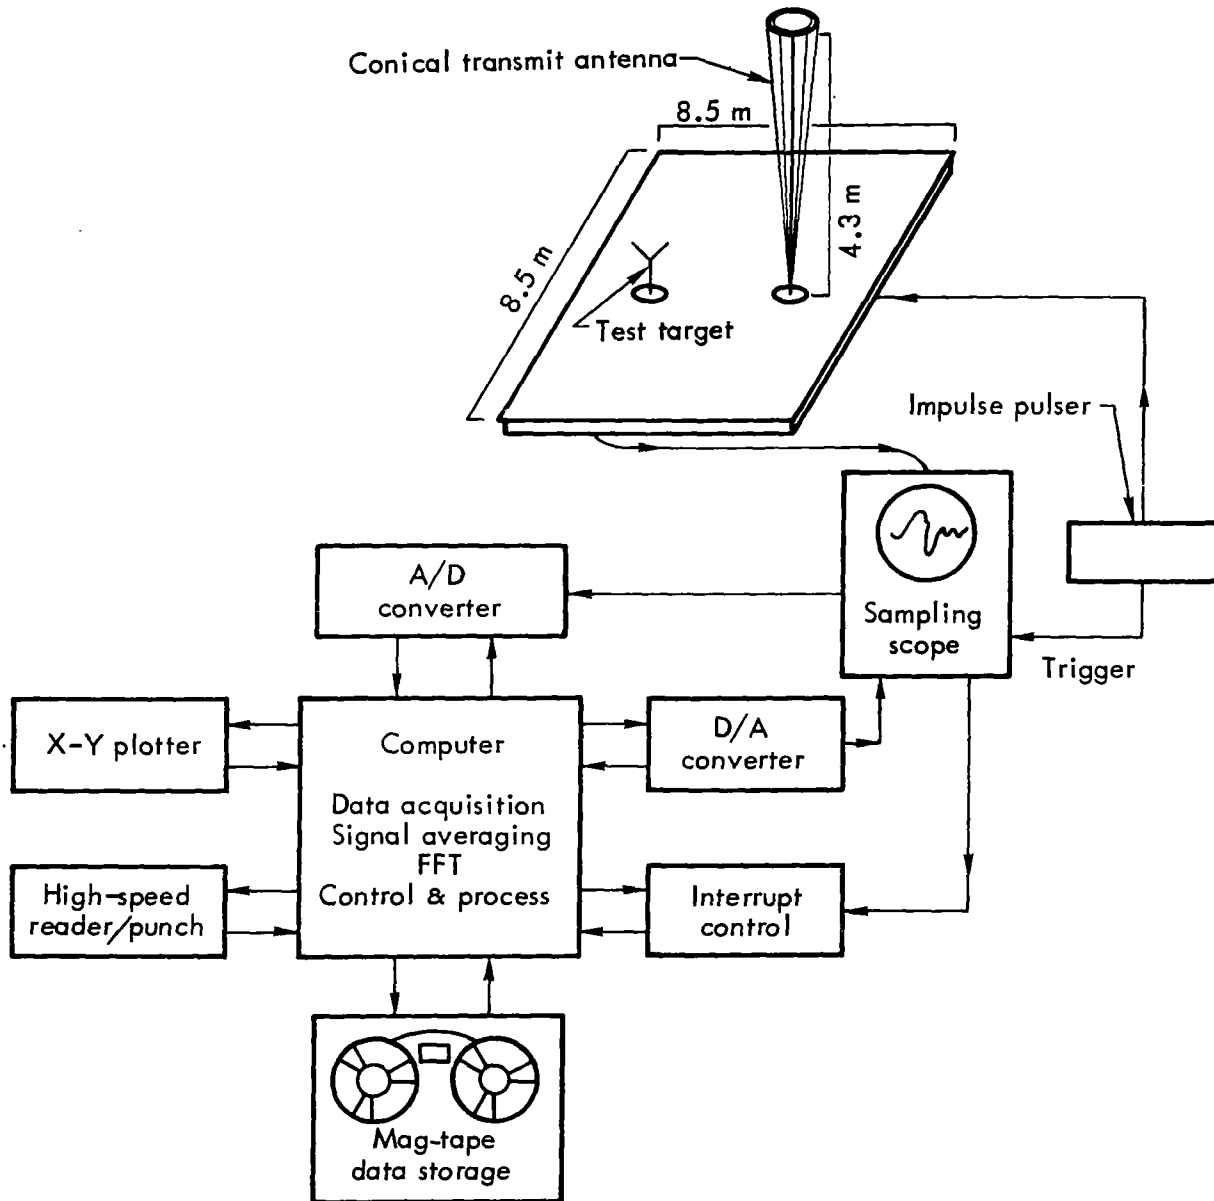 Conical transmit antenna
8.5 m
8.5 m
4.3 m
Test target
Impulse pulser
A/D
converter
Sampling
scope
Trigger
X-Y plotter
Computer
Data acquisition
Signal averaging
FFT
Control & process
D/A
converter
High-speed
reader/punch
Interrupt
control
Mag-tape
data storage